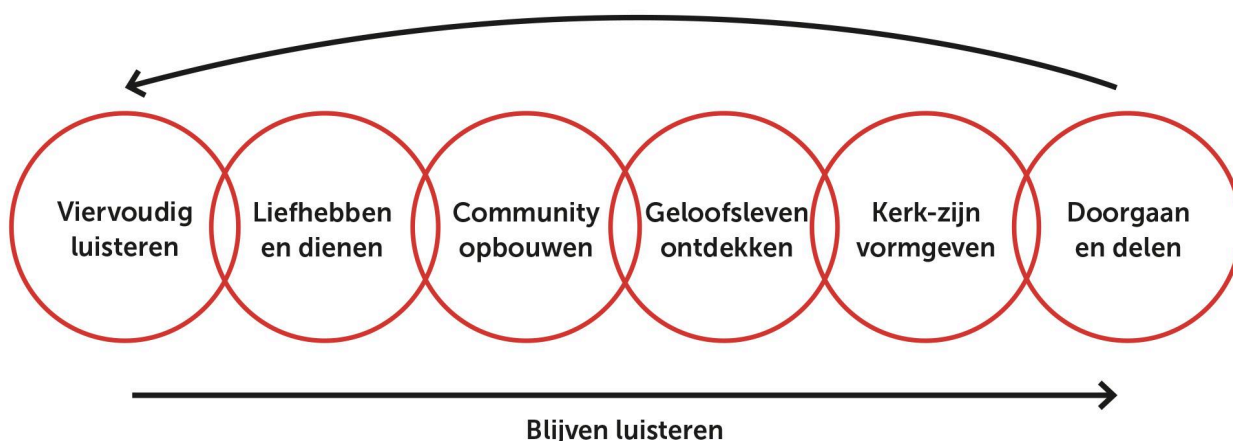 Viervoudig
luisteren
Liefhebben
en dienen
Community
opbouwen
Geloofsleven
ontdekken
Kerk-zijn
vormgeven
Doorgaan
en delen
Blijven luisteren